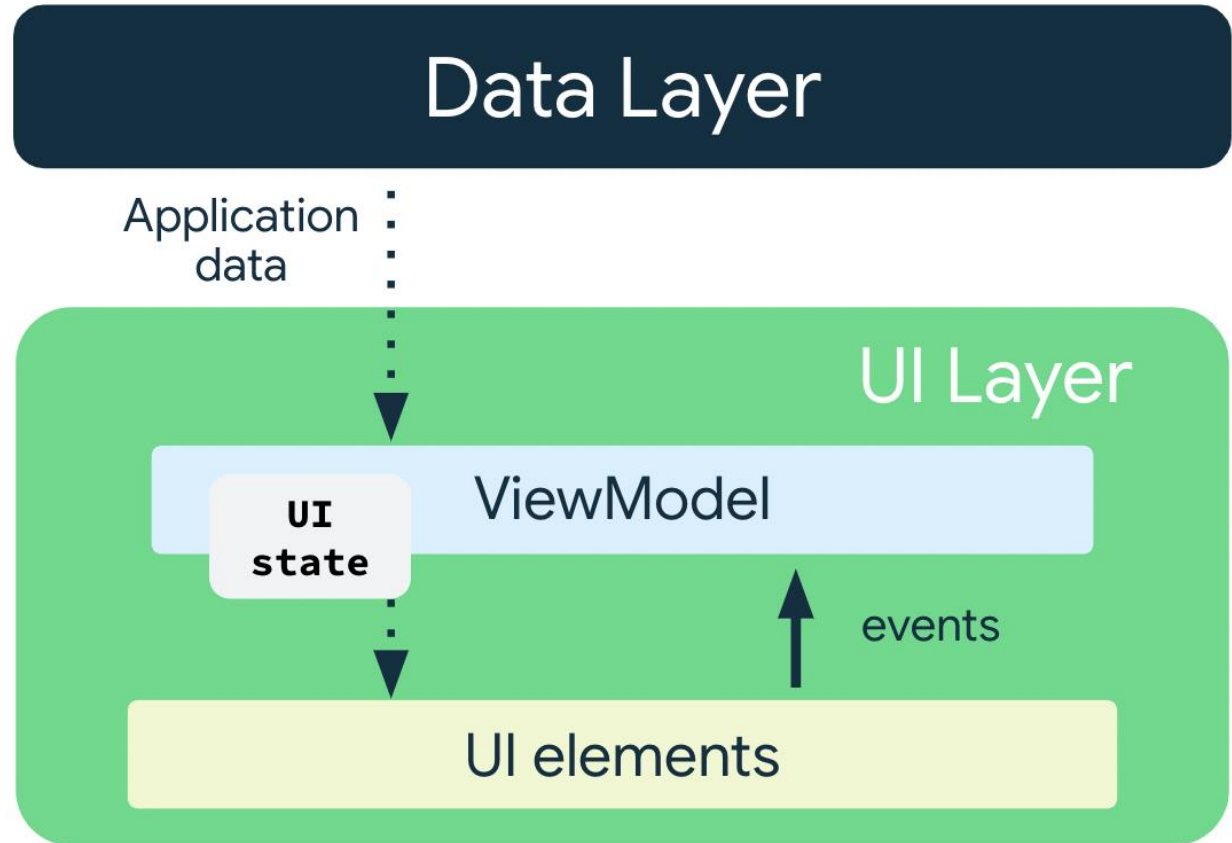 Data Layer
Application
data
UI Layer
ViewModel
UI
state
events
UI elements